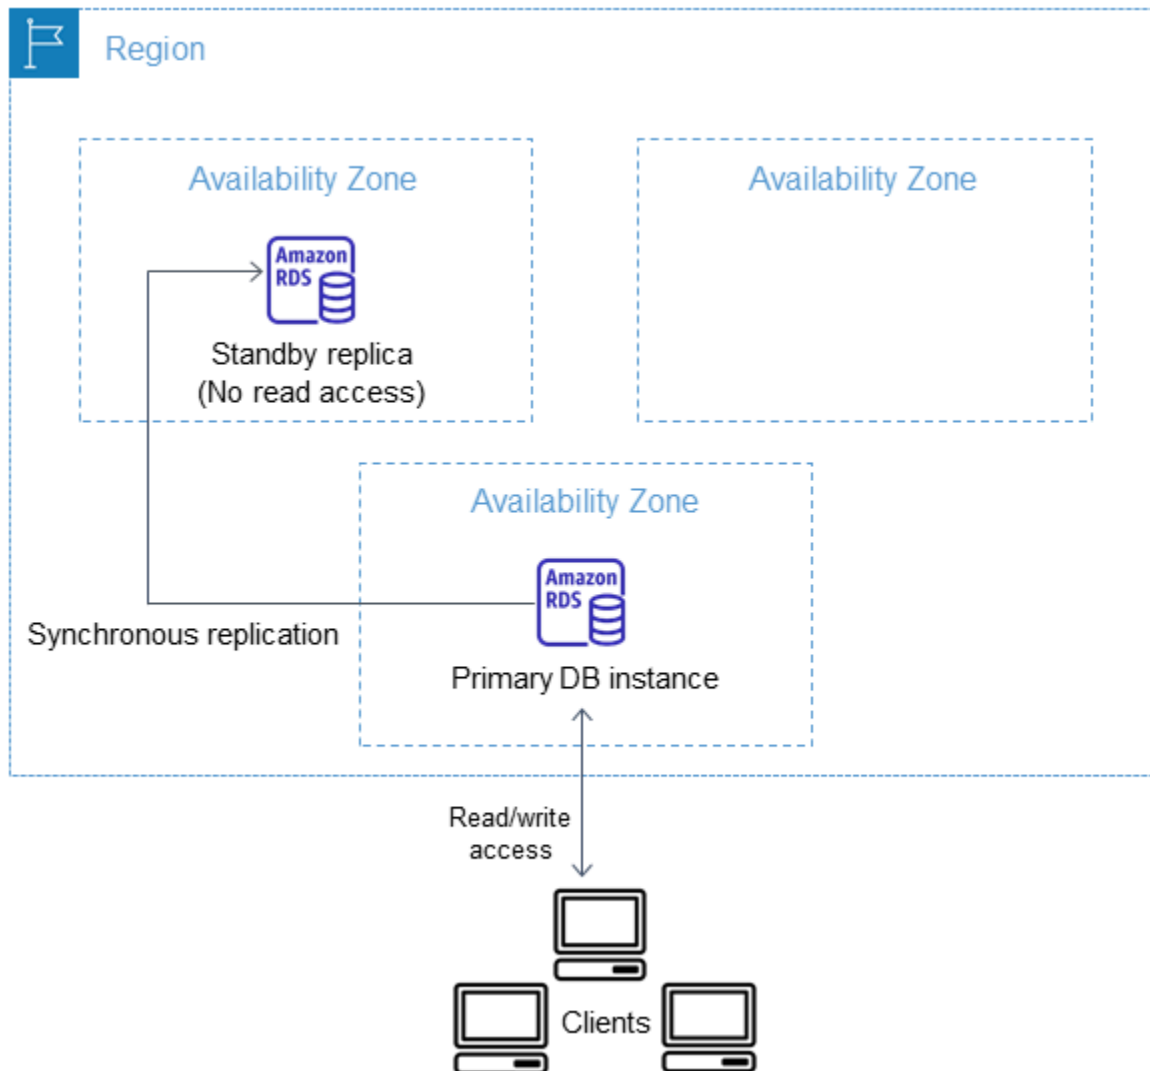 Region
Availability Zone
Availability Zone
Amazon
RDS
Standby replica
(No read access)
Availability Zone
Amazon
RDS
Synchronous replication
Primary DB instance
Read/write
access
Clients